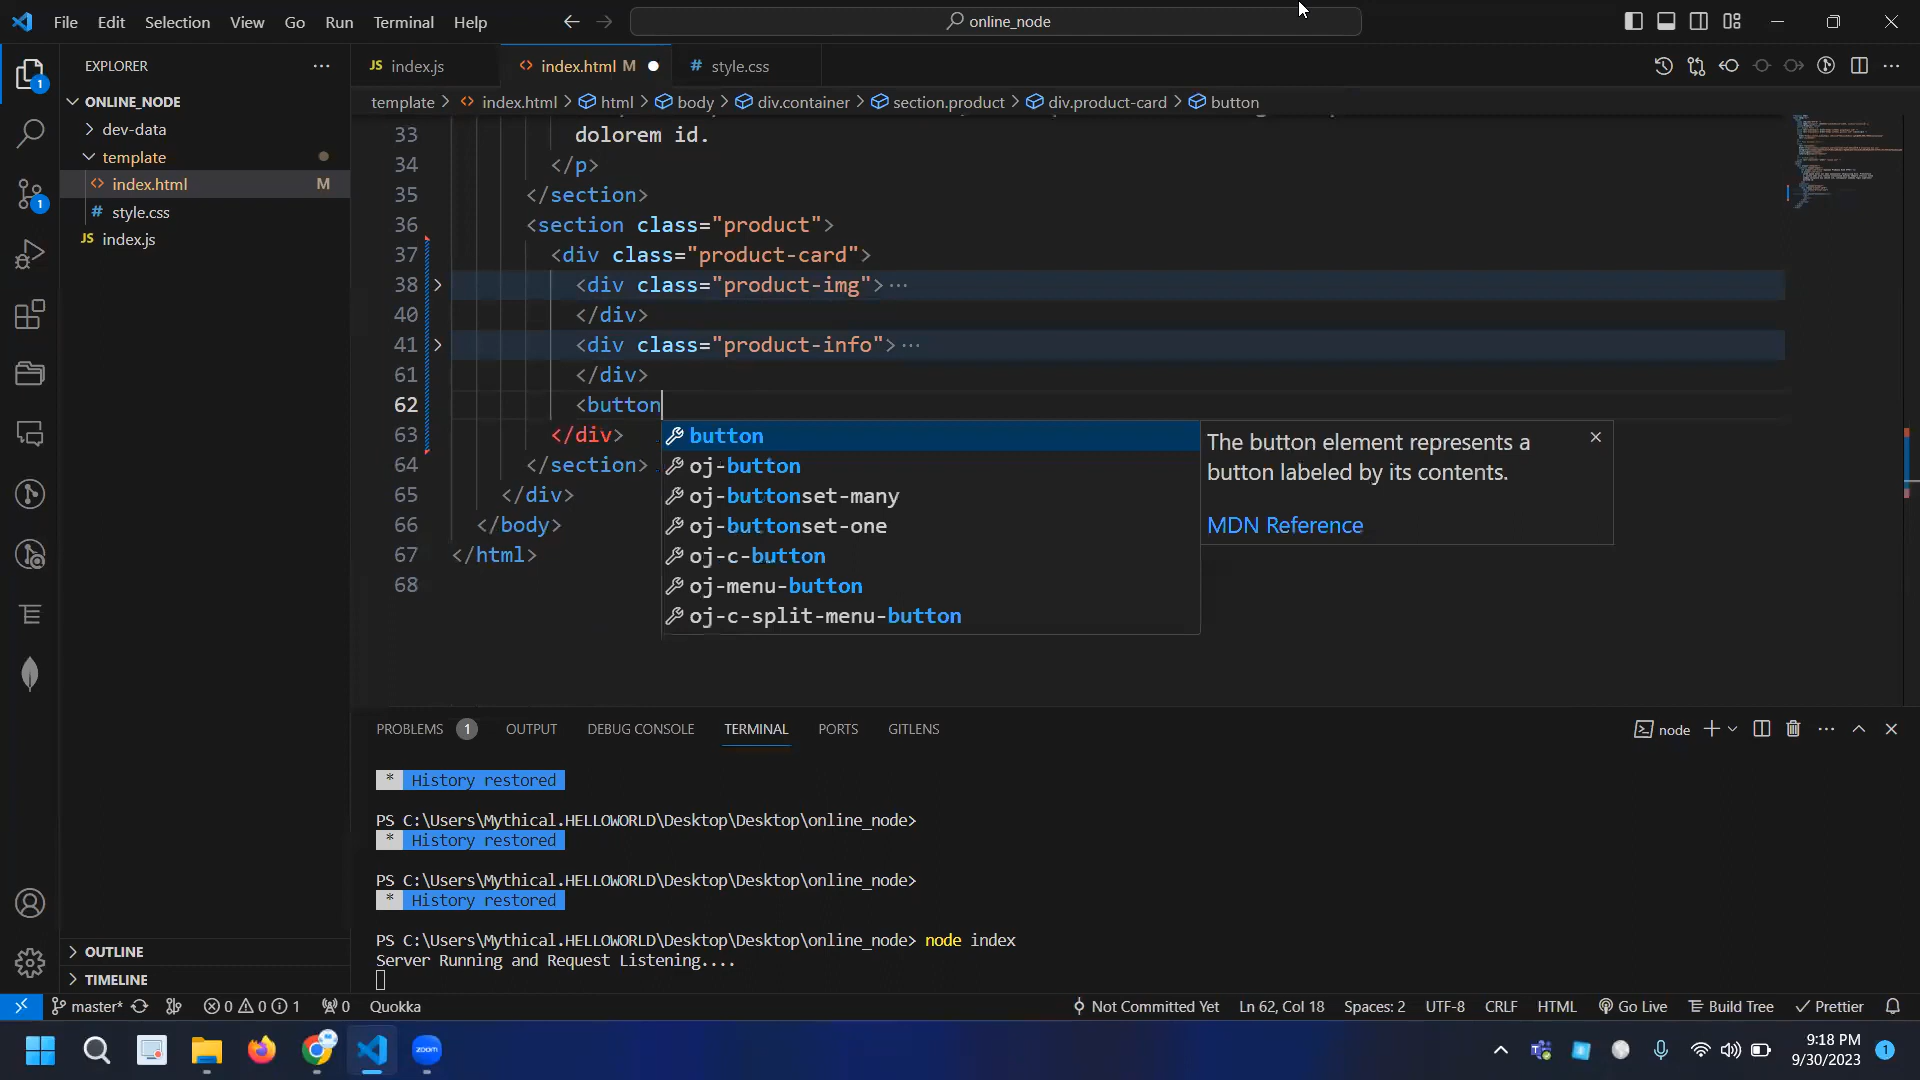 File Edit Selection View Go Run Terminal Help
online_node
EXPLORER
ONLINE_NODE
dev-data
template
index.html M
style.css
index.js
OUTLINE
TIMELINE
JS index.js
index.html M
# style.css
template > index.html > html > body > div.container > section.product > div.product-card > button
33 dolorem id.
34 </p>
35 </section>
36 <section class="product">
37 <div class="product-card">
38 <div class="product-img">…
40 </div>
41 <div class="product-info">…
61 </div>
62 <button
63 </div>
64 </section>
65 </div>
66 </body>
67 </html>
68
button
oj-button
oj-buttonset-many
oj-buttonset-one
oj-c-button
oj-menu-button
oj-c-split-menu-button
The button element represents a
button labeled by its contents.
MDN Reference
PROBLEMS 1 OUTPUT DEBUG CONSOLE TERMINAL PORTS GITLENS
node
* History restored
PS C:\Users\Mythical.HELLOWORLD\Desktop\Desktop\online_node>
* History restored
PS C:\Users\Mythical.HELLOWORLD\Desktop\Desktop\online_node>
* History restored
PS C:\Users\Mythical.HELLOWORLD\Desktop\Desktop\online_node> node index
Server Running and Request Listening....
master* 0 0 1 0 Quokka Not Committed Yet Ln 62, Col 18 Spaces: 2 UTF-8 CRLF HTML Go Live Build Tree Prettier
zoom
9:18 PM
9/30/2023
1